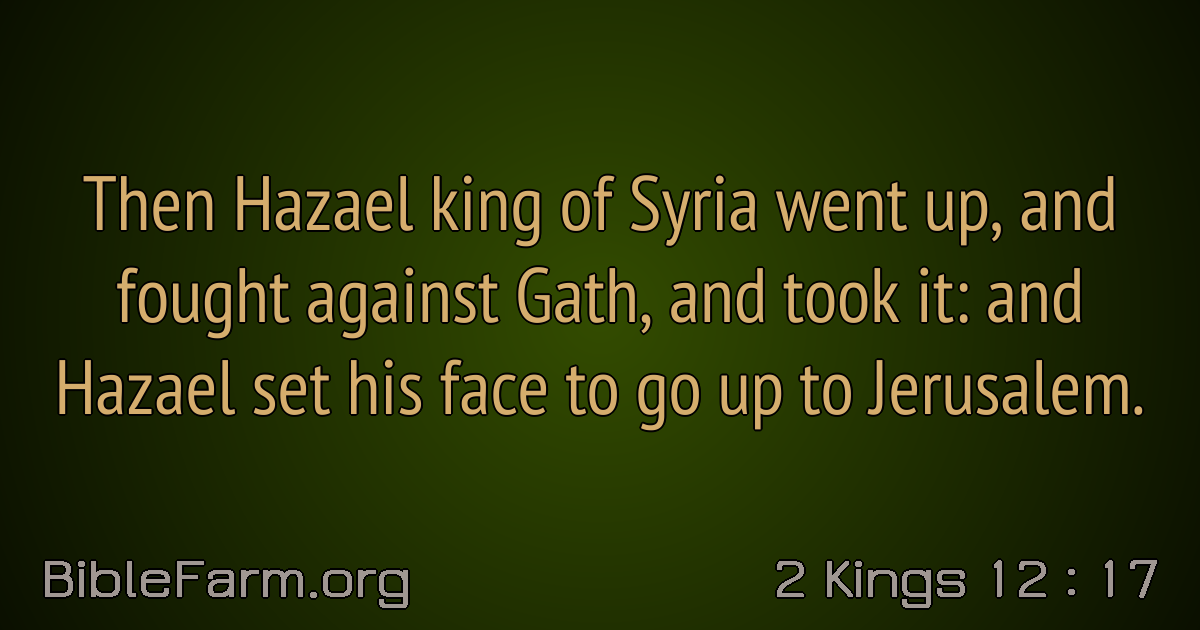 Then Hazael king of Syria went up, and
fought against Gath, and took it: and
Hazael set his face to go up to Jerusalem.
BibleFarm.org
2 Kings 12 : 17